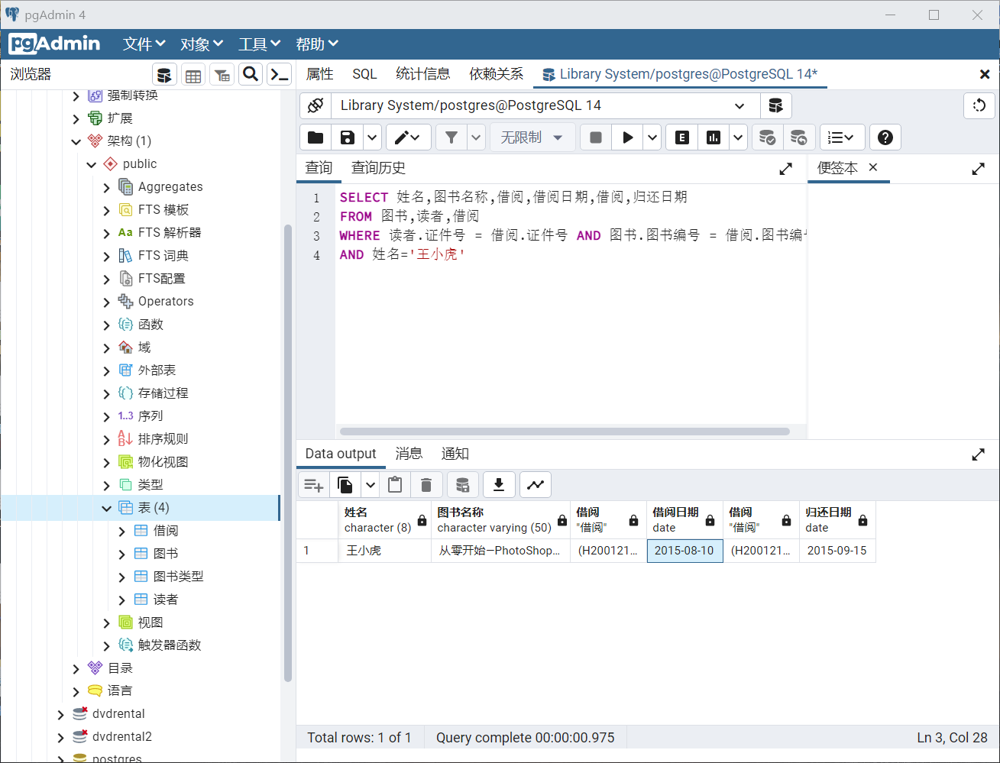 pgAdmin 4
pgAdmin 文件 对象 工具 帮助
浏览器
属性 SQL 统计信息 依赖关系 Library System/postgres@PostgreSQL 14*
Library System/postgres@PostgreSQL 14
无限制
E
查询 查询历史
便签本
1 SELECT 姓名,图书名称,借阅,借阅日期,借阅,归还日期
2 FROM 图书,读者,借阅
3 WHERE 读者.证件号 = 借阅.证件号 AND 图书.图书编号 = 借阅.图书编
4 AND 姓名='王小虎'
强制转换
扩展
架构 (1)
public
Aggregates
FTS 模板
Aa FTS 解析器
FTS 词典
FTS配置
Operators
函数
域
外部表
存储过程
1..3 序列
排序规则
物化视图
类型
表 (4)
借阅
图书
图书类型
读者
视图
触发器函数
目录
语言
dvdrental
dvdrental2
postgres
Data output 消息 通知
姓名 图书名称 借阅 借阅日期 借阅 归还日期
character (8) character varying (50) "借阅" date "借阅" date
1 王小虎 从零开始—PhotoShop... (H200121... 2015-08-10 (H200121... 2015-09-15
Total rows: 1 of 1 Query complete 00:00:00.975 Ln 3, Col 28